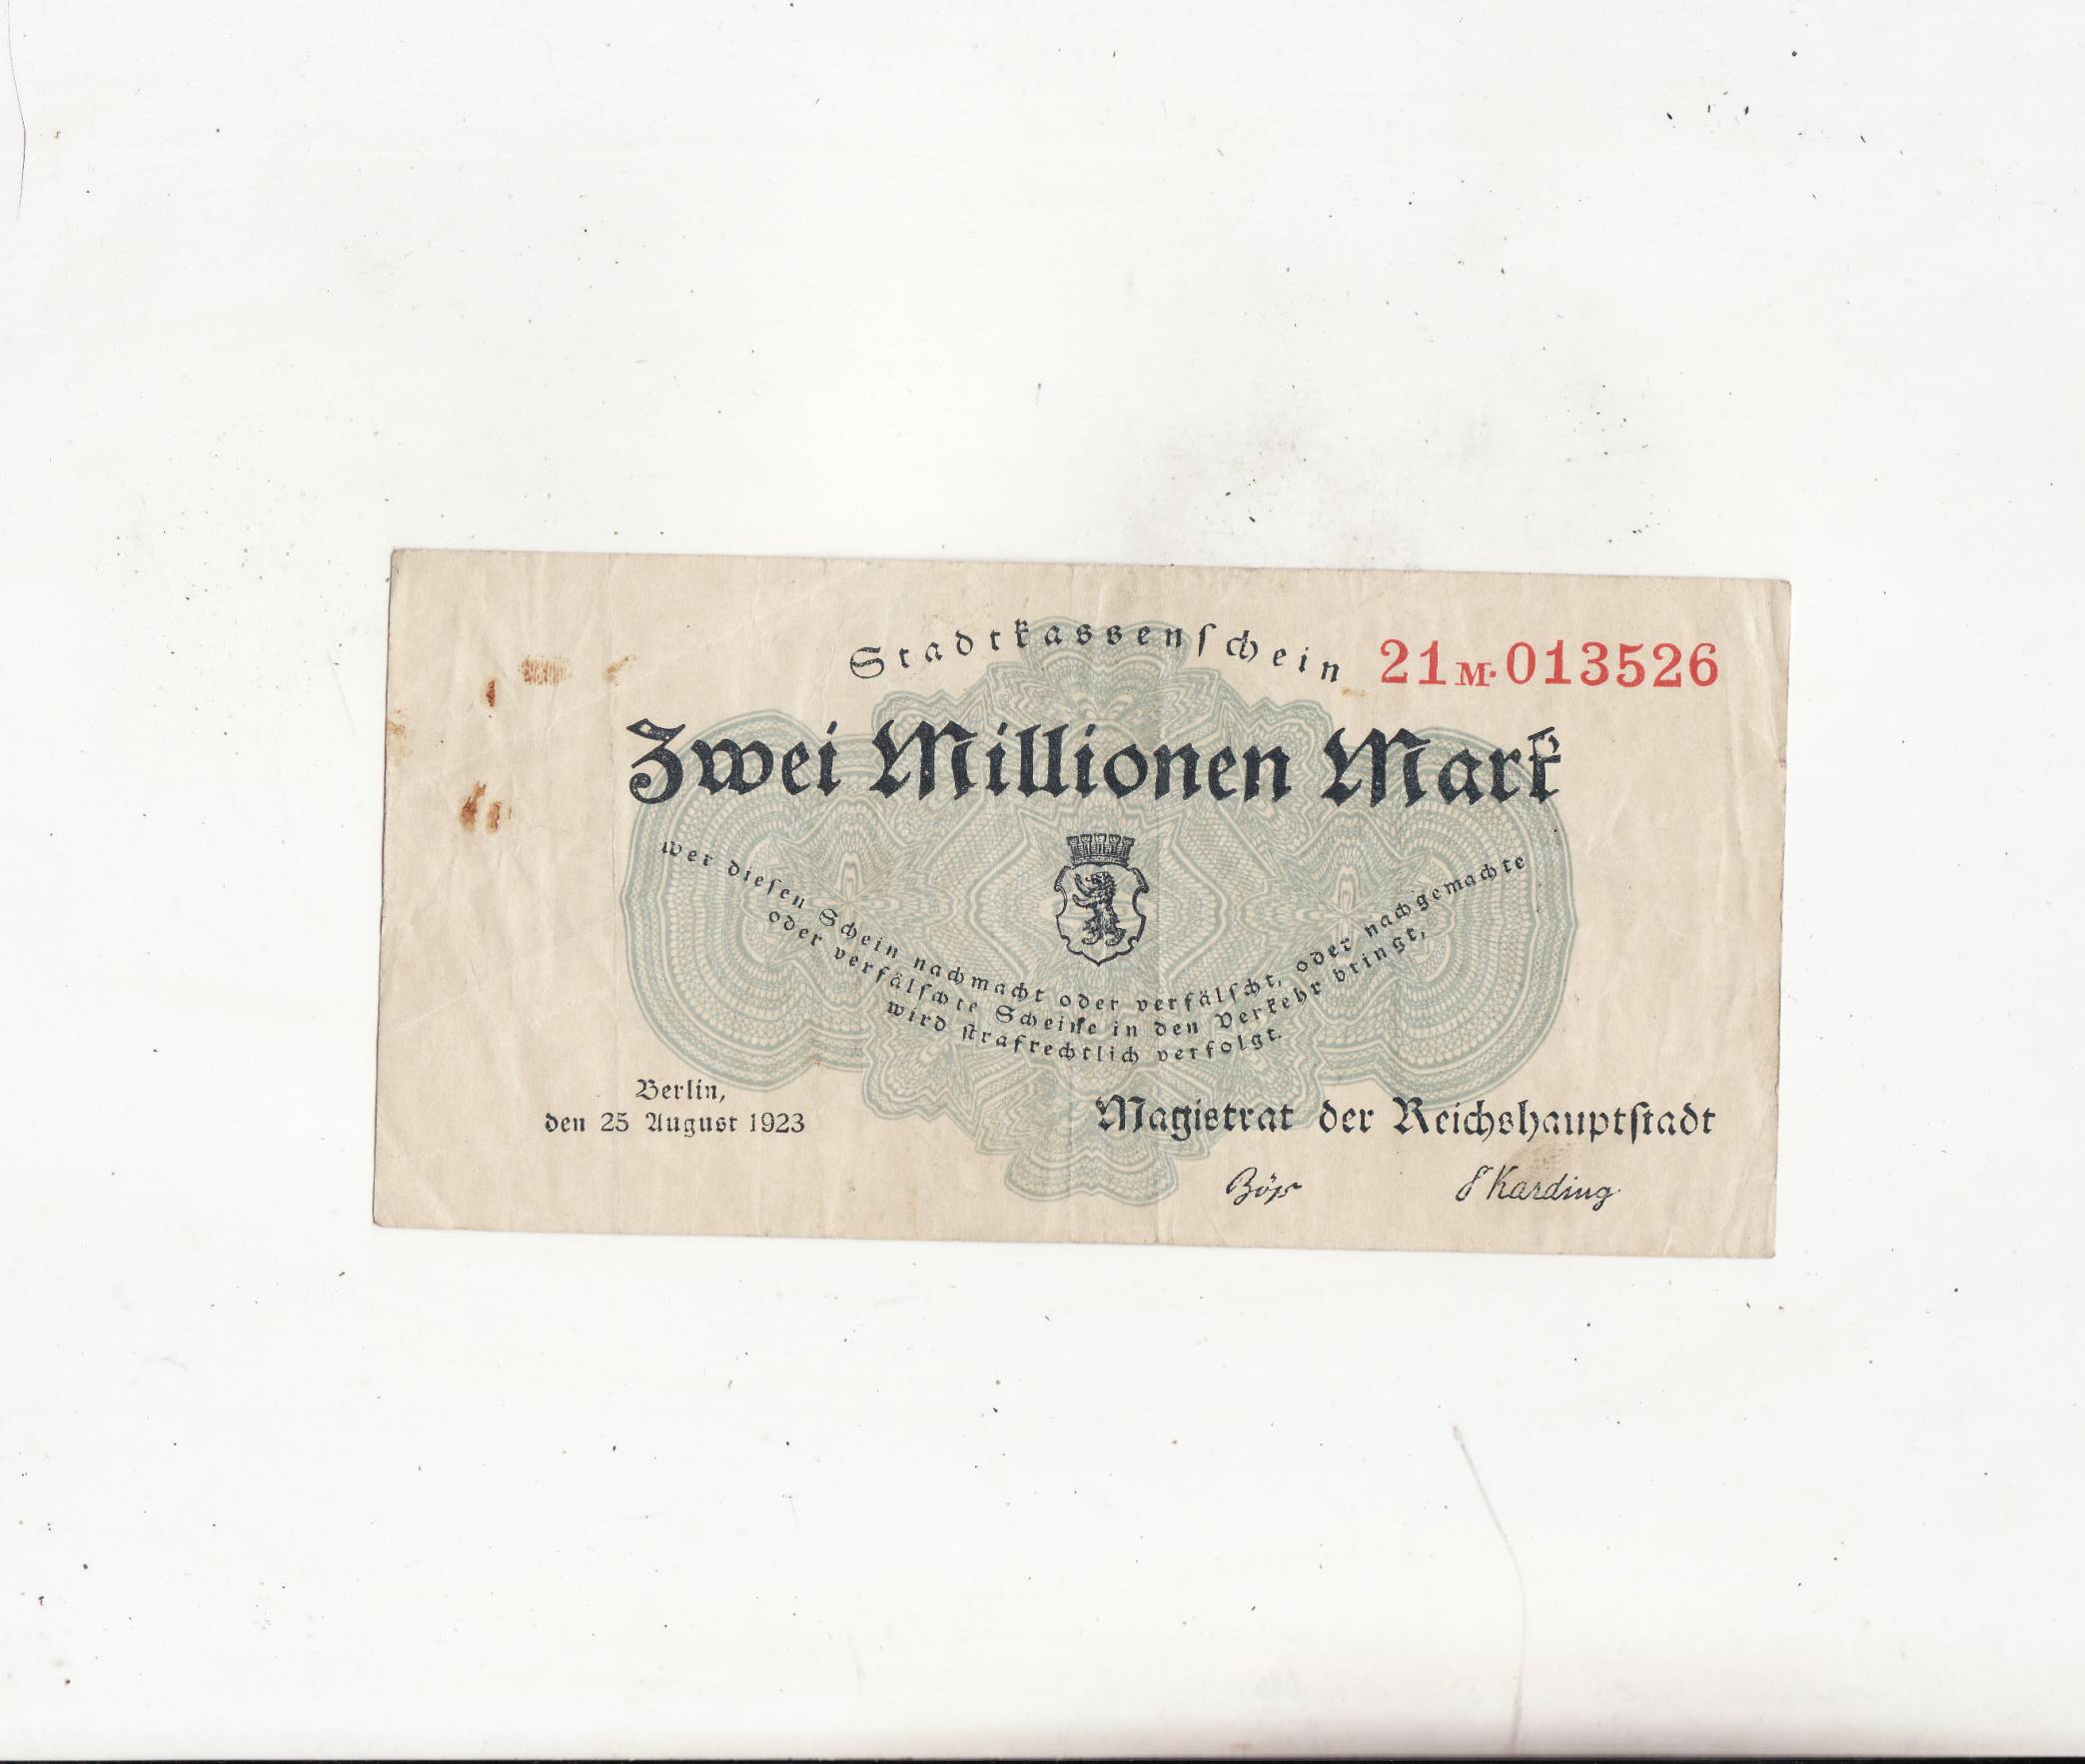 Stadtkassenschein 21M·013526
Zwei Millionen Mark
wer diesen Schein nachmacht oder verfälscht, oder nachgemachte
oder verfälschte Scheine in den Verkehr bringt,
wird strafrechtlich verfolgt.
Berlin,
den 25 August 1923
Magistrat der Reichshauptstadt
Böß Karding